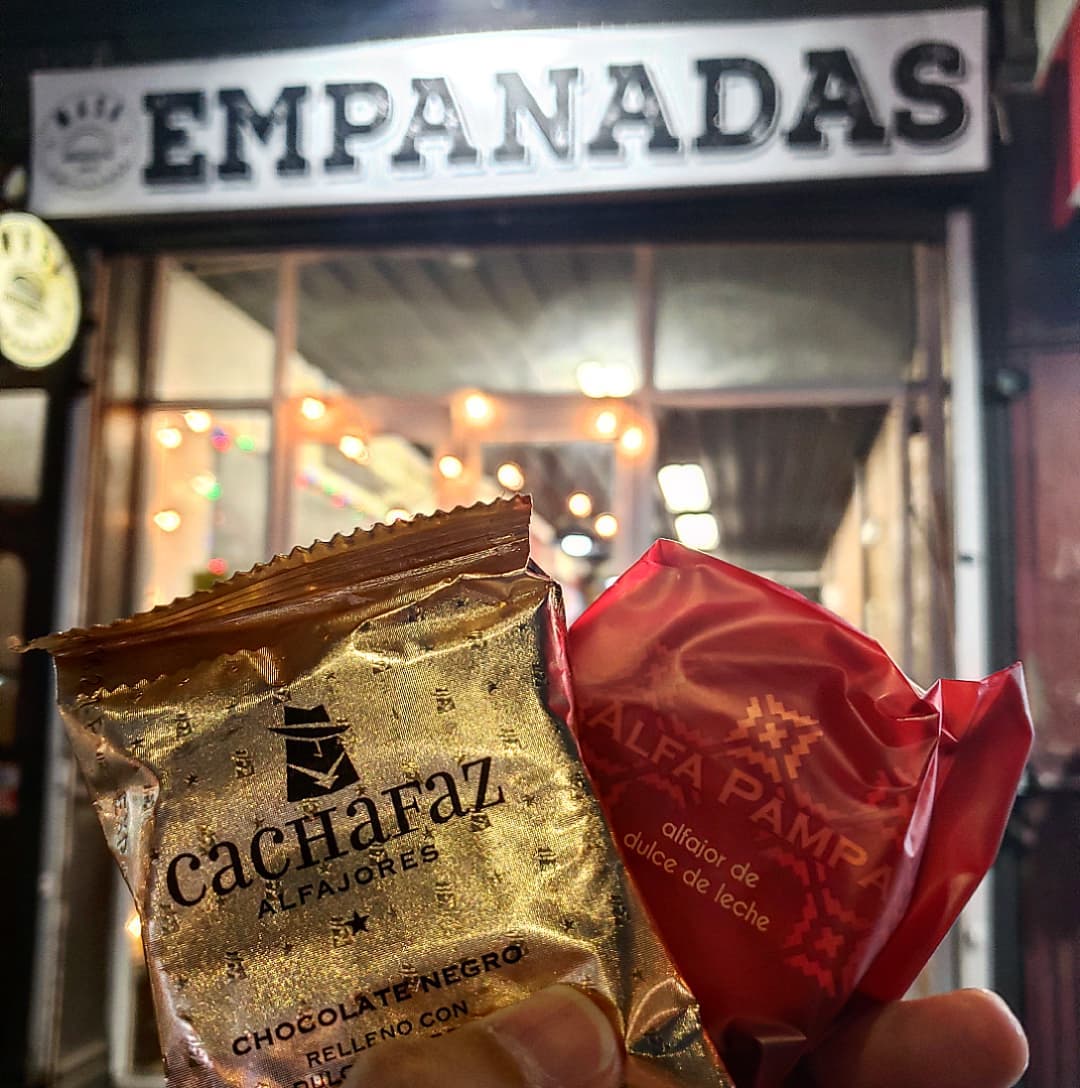 EMPANADAS
cacHaFaz
ALFAJORES
CHOCOLATE NEGRO
RELLENO CON
ALFA PAMPA
alfajor de
dulce de leche